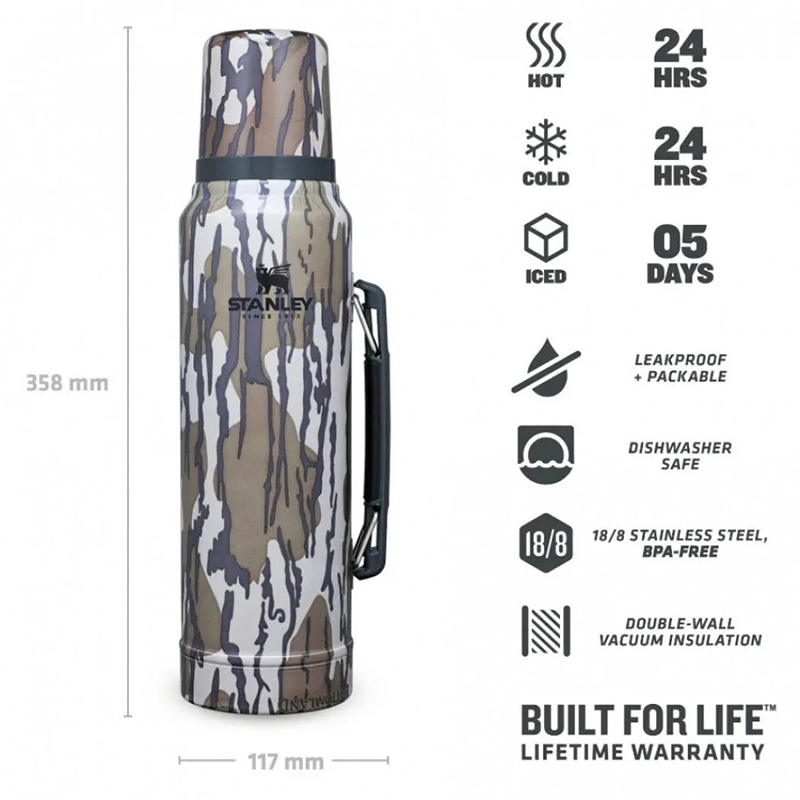 HOT
24
HRS
COLD
24
HRS
ICED
05
DAYS
358 mm
STANLEY
SINCE 1913
LEAKPROOF
+ PACKABLE
DISHWASHER
SAFE
18/8
18/8 STAINLESS STEEL,
BPA-FREE
DOUBLE-WALL
VACUUM INSULATION
BUILT FOR LIFE™
LIFETIME WARRANTY
117 mm